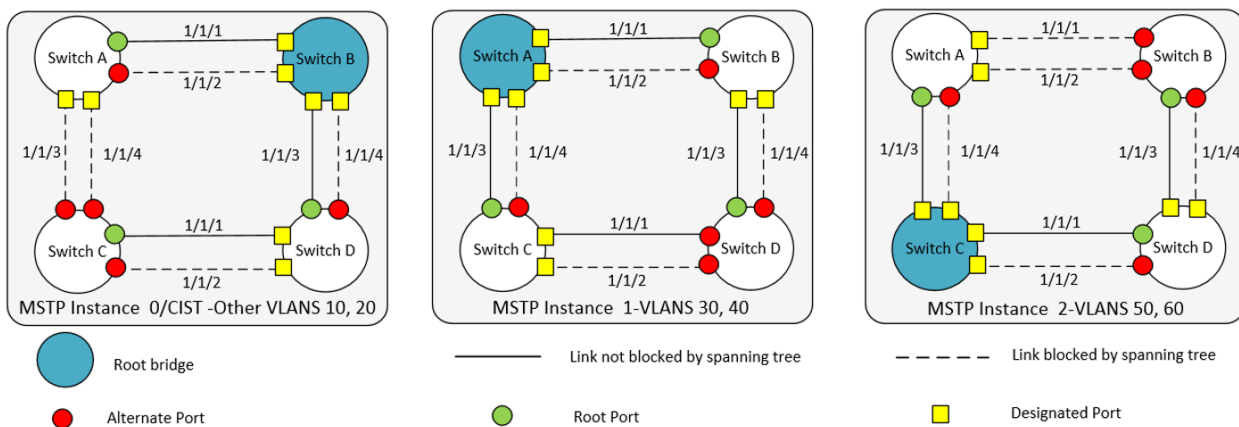 Switch A
1/1/1
Switch B
1/1/2
1/1/3
1/1/4
1/1/3
1/1/4
Switch C
1/1/1
Switch D
1/1/2
MSTP Instance 0/CIST -Other VLANS 10, 20
Switch A
1/1/1
Switch B
1/1/2
1/1/3
1/1/4
1/1/3
1/1/4
Switch C
1/1/1
Switch D
1/1/2
MSTP Instance 1-VLANS 30, 40
Switch A
1/1/1
Switch B
1/1/2
1/1/3
1/1/4
1/1/3
1/1/4
Switch C
1/1/1
Switch D
1/1/2
MSTP Instance 2-VLANS 50, 60
Root bridge
Link not blocked by spanning tree
Link blocked by spanning tree
Alternate Port
Root Port
Designated Port